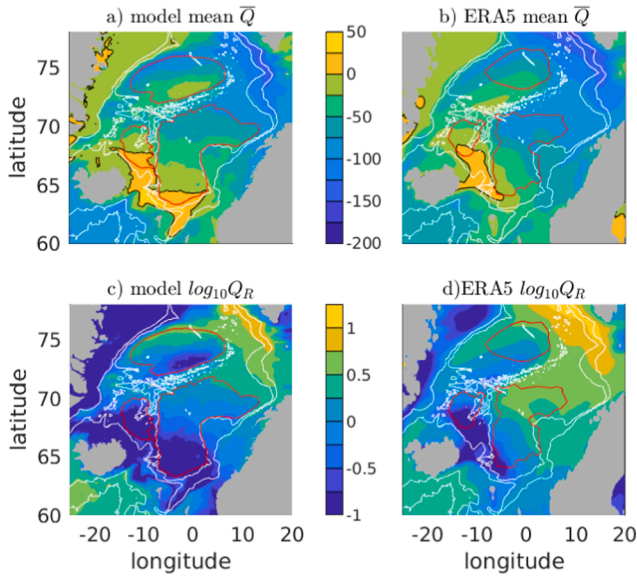 a) model mean Q̅
b) ERA5 mean Q̅
latitude
75
70
65
60
50
0
-50
-100
-150
-200
c) model log₁₀Q_R
d)ERA5 log₁₀Q_R
latitude
75
70
65
60
1
0.5
0
-0.5
-1
-20 -10 0 10 20
-20 -10 0 10 20
longitude
longitude